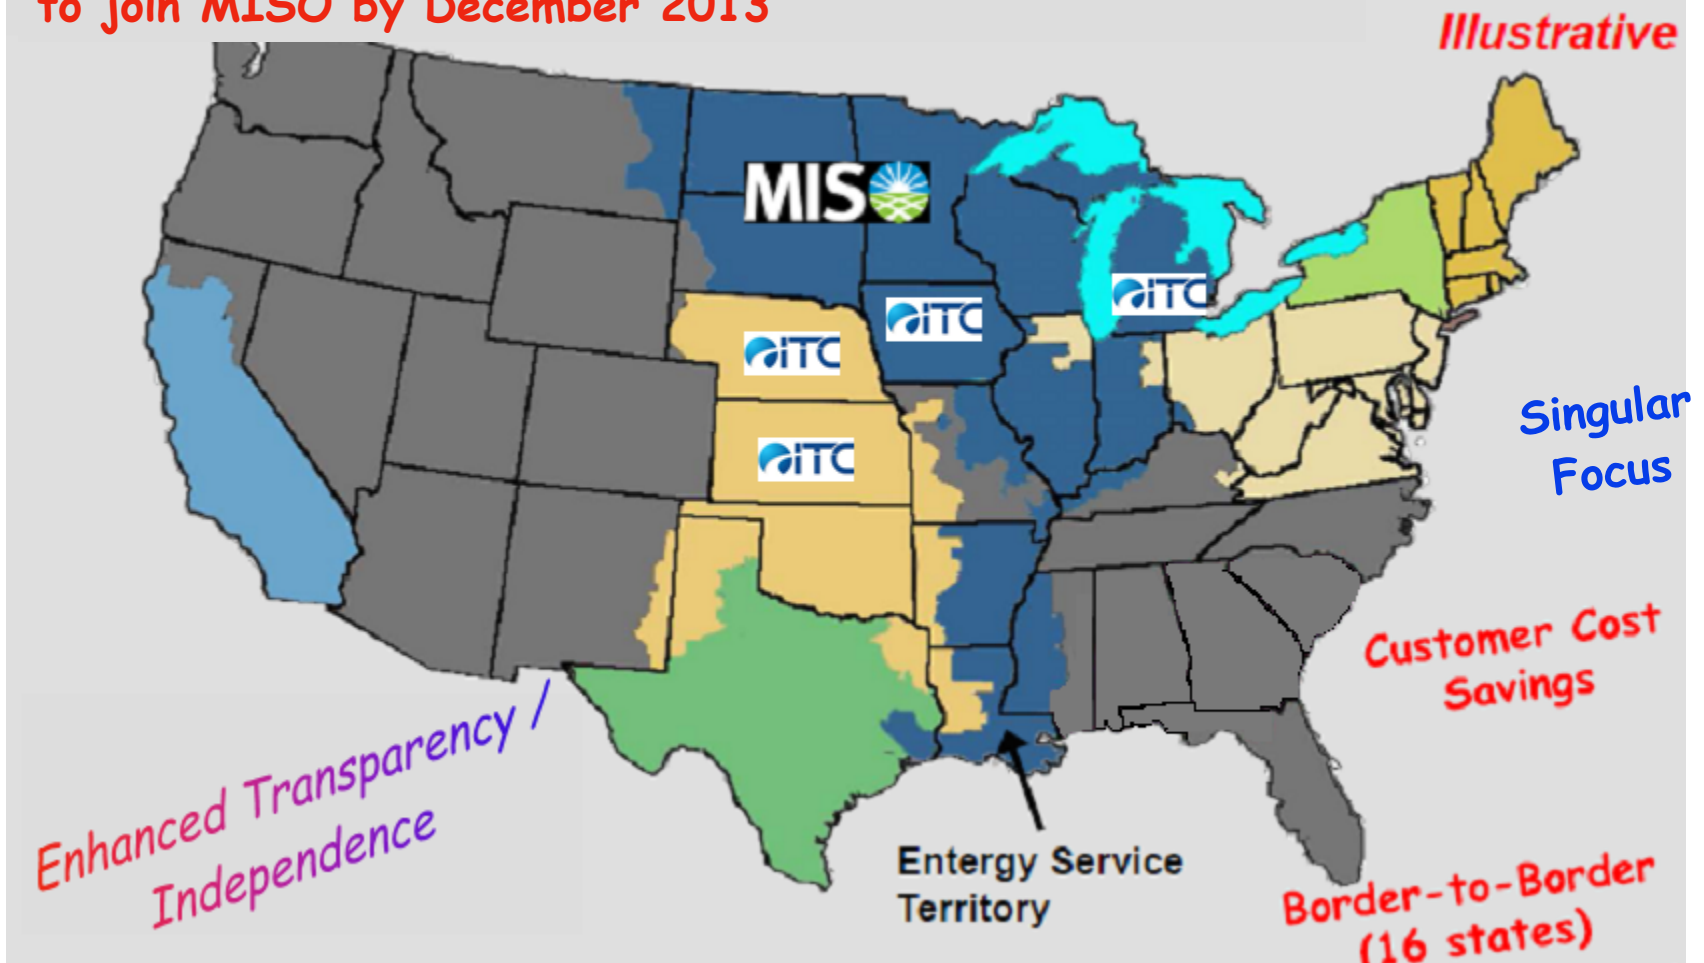 to join MISO by December 2013
Illustrative
MISO
ITC
ITC
ITC
ITC
Singular
Focus
Customer Cost
Savings
Enhanced Transparency /
Independence
Entergy Service
Territory
Border-to-Border
(16 states)